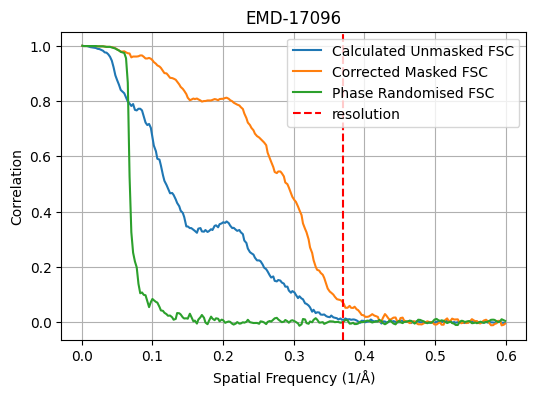 EMD-17096
Calculated Unmasked FSC
Corrected Masked FSC
Phase Randomised FSC
resolution
Correlation
1.0
0.8
0.6
0.4
0.2
0.0
0.0 0.1 0.2 0.3 0.4 0.5 0.6
Spatial Frequency (1/Å)